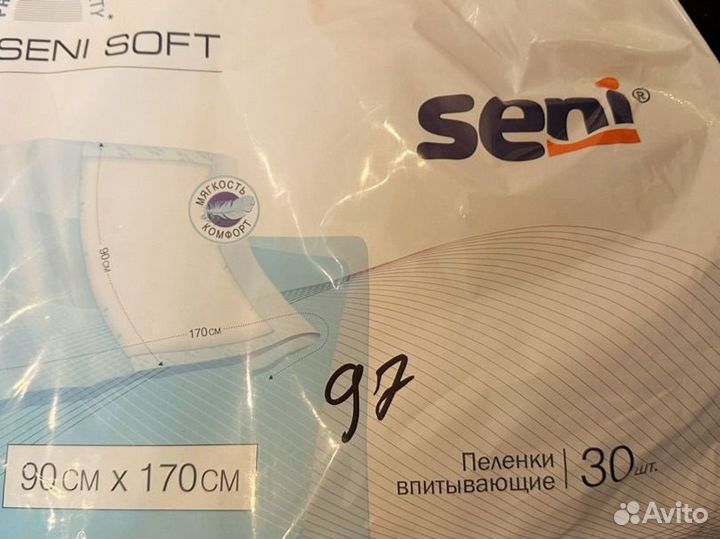 SENI SOFT
seni®
МЯГКОСТЬ
КОМФОРТ
90 СМ
170 СМ
97
90 СМ X 170 СМ
Пеленки
впитывающие | 30 шт.
Avito